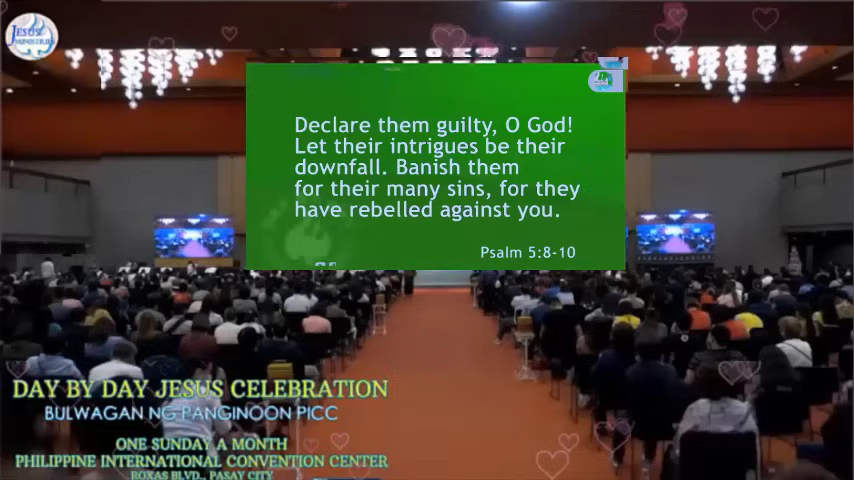 JESUS
MINISTRIES
Declare them guilty, O God!
Let their intrigues be their
downfall. Banish them
for their many sins, for they
have rebelled against you.
Psalm 5:8-10
DAY BY DAY JESUS CELEBRATION
BULWAGAN NG PANGINOON PICC
ONE SUNDAY A MONTH
PHILIPPINE INTERNATIONAL CONVENTION CENTER
ROXAS BLVD., PASAY CITY